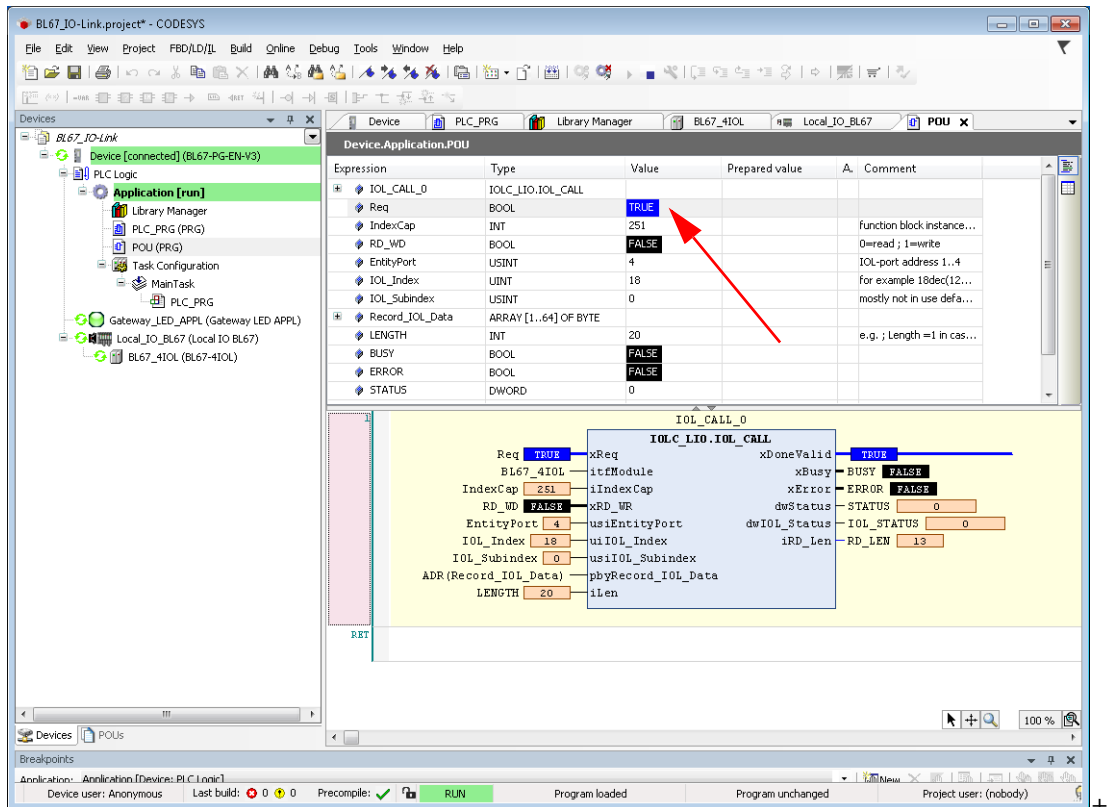 BL67_IO-Link.project* - CODESYS
File Edit View Project FBD/LD/IL Build Online Debug Tools Window Help
Devices
BL67_IO-Link
Device [connected] (BL67-PG-EN-V3)
PLC Logic
Application [run]
Library Manager
PLC_PRG (PRG)
POU (PRG)
Task Configuration
MainTask
PLC_PRG
Gateway_LED_APPL (Gateway LED APPL)
Local_IO_BL67 (Local IO BL67)
BL67_4IOL (BL67-4IOL)
Devices POUs
Device PLC_PRG Library Manager BL67_4IOL Local_IO_BL67 POU
Device.Application.POU
Expression Type Value Prepared value A. Comment
IOL_CALL_0 IOLC_LIO.IOL_CALL
Req BOOL TRUE
IndexCap INT 251 function block instance...
RD_WD BOOL FALSE 0=read ; 1=write
EntityPort USINT 4 IOL-port address 1..4
IOL_Index UINT 18 for example 18dec(12...
IOL_Subindex USINT 0 mostly not in use defa...
Record_IOL_Data ARRAY [1..64] OF BYTE
LENGTH INT 20 e.g. ; Length =1 in cas...
BUSY BOOL FALSE
ERROR BOOL FALSE
STATUS DWORD 0
1
IOL_CALL_0
IOLC_LIO.IOL_CALL
Req TRUE xReq xDoneValid TRUE
BL67_4IOL itfModule xBusy BUSY FALSE
IndexCap 251 iIndexCap xError ERROR FALSE
RD_WD FALSE xRD_WR dwStatus STATUS 0
EntityPort 4 usiEntityPort dwIOL_Status IOL_STATUS 0
IOL_Index 18 uiIOL_Index iRD_Len RD_LEN 13
IOL_Subindex 0 usiIOL_Subindex
ADR(Record_IOL_Data) pbyRecord_IOL_Data
LENGTH 20 iLen
RET
100 %
Breakpoints
Application: Application [Device: PLC Logic] New
Device user: Anonymous Last build: 0 0 Precompile: RUN Program loaded Program unchanged Project user: (nobody)